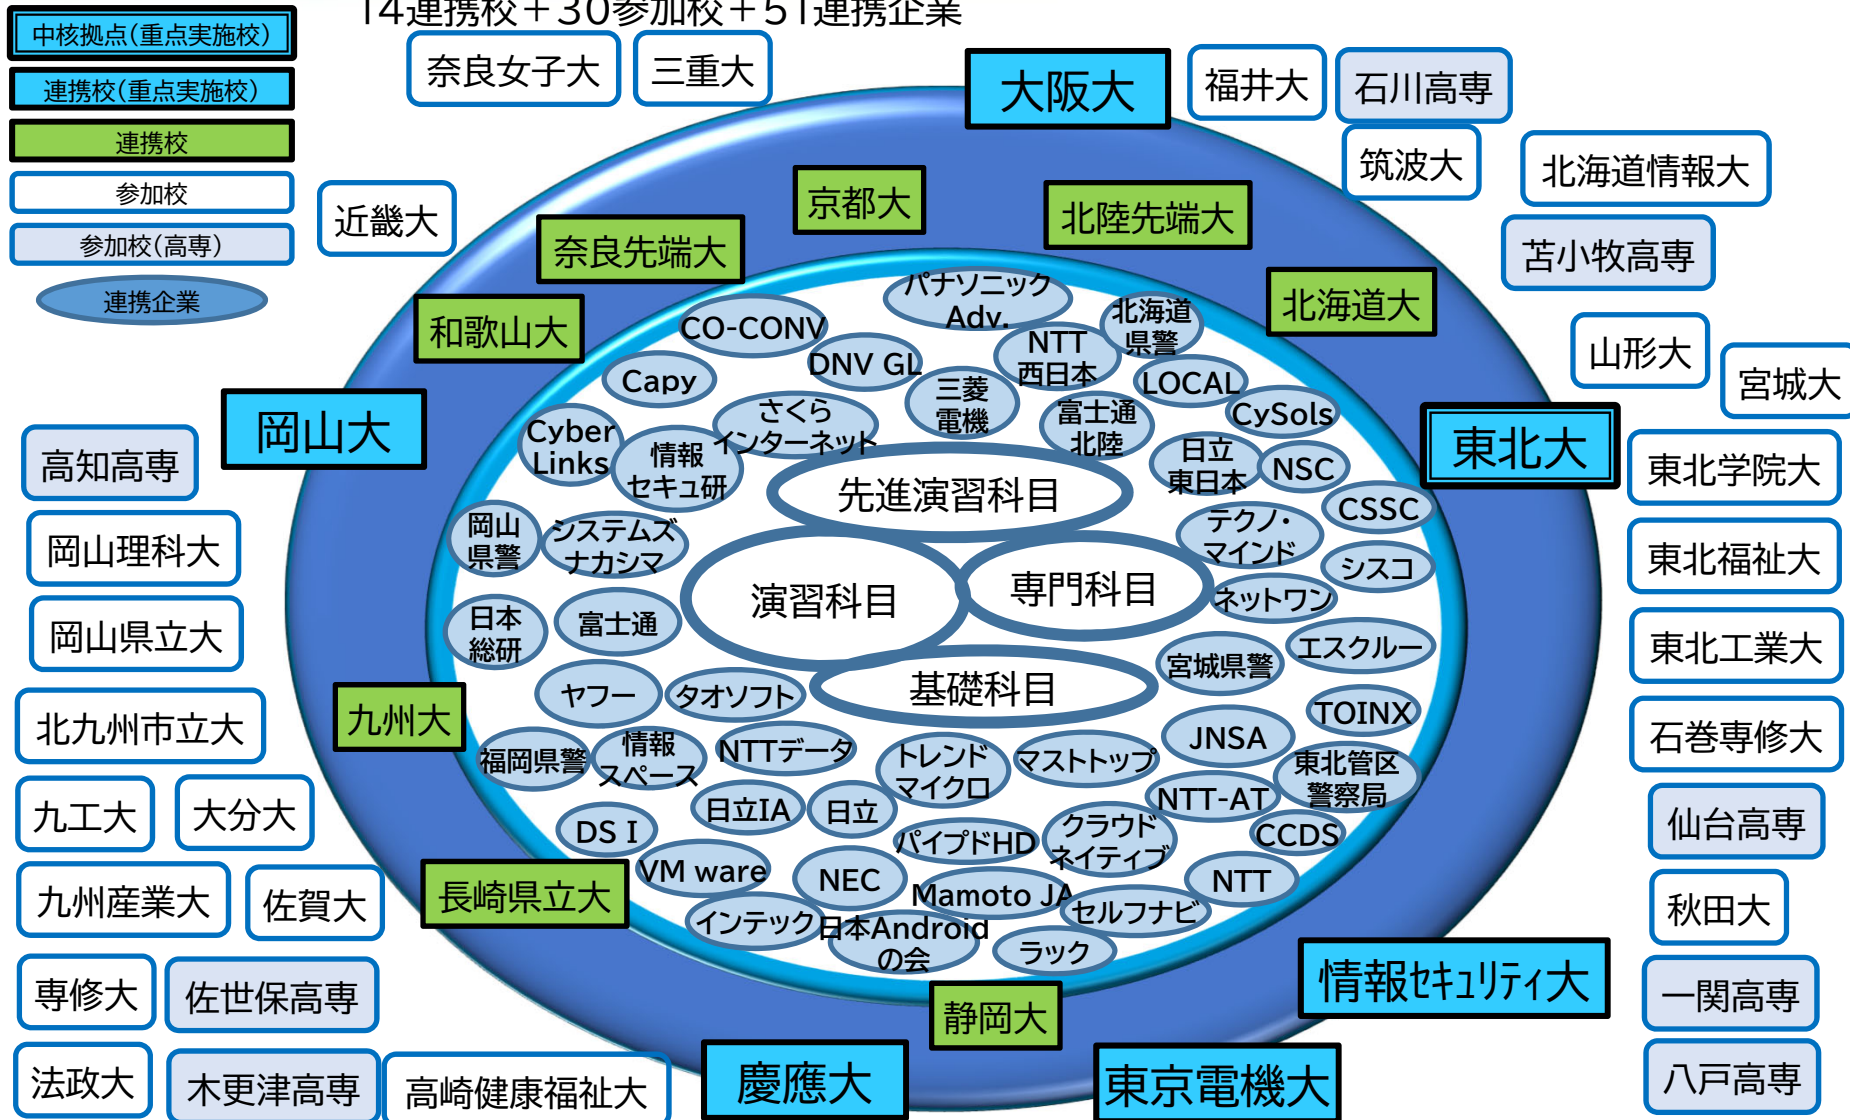 14連携校＋30参加校＋51連携企業
中核拠点(重点実施校)
連携校(重点実施校)
連携校
参加校
参加校(高専)
連携企業
奈良女子大
三重大
大阪大
福井大
石川高専
筑波大
北海道情報大
近畿大
京都大
北陸先端大
奈良先端大
苫小牧高専
北海道大
和歌山大
山形大
宮城大
岡山大
東北大
高知高専
東北学院大
岡山理科大
東北福祉大
岡山県立大
東北工業大
九州大
北九州市立大
石巻専修大
九工大
大分大
仙台高専
九州産業大
佐賀大
長崎県立大
秋田大
専修大
佐世保高専
静岡大
情報セキュリティ大
一関高専
法政大
木更津高専
高崎健康福祉大
慶應大
東京電機大
八戸高専
パナソニック
Adv.
CO-CONV
北海道
県警
DNV GL
NTT
西日本
Capy
LOCAL
三菱
電機
CySols
さくら
インターネット
富士通
北陸
Cyber
Links
情報
セキュ研
日立
東日本
NSC
先進演習科目
CSSC
岡山
県警
システムズ
ナカシマ
テクノ・
マインド
シスコ
演習科目
専門科目
ネットワン
日本
総研
富士通
エスクルー
宮城県警
基礎科目
ヤフー
タオソフト
TOINX
JNSA
福岡県警
情報
スペース
NTTデータ
トレンド
マイクロ
マストトップ
東北管区
警察局
NTT-AT
日立IA
日立
DS I
パイプドHD
クラウド
ネイティブ
CCDS
VM ware
NEC
Mamoto JA
NTT
インテック
日本Android
の会
セルフナビ
ラック